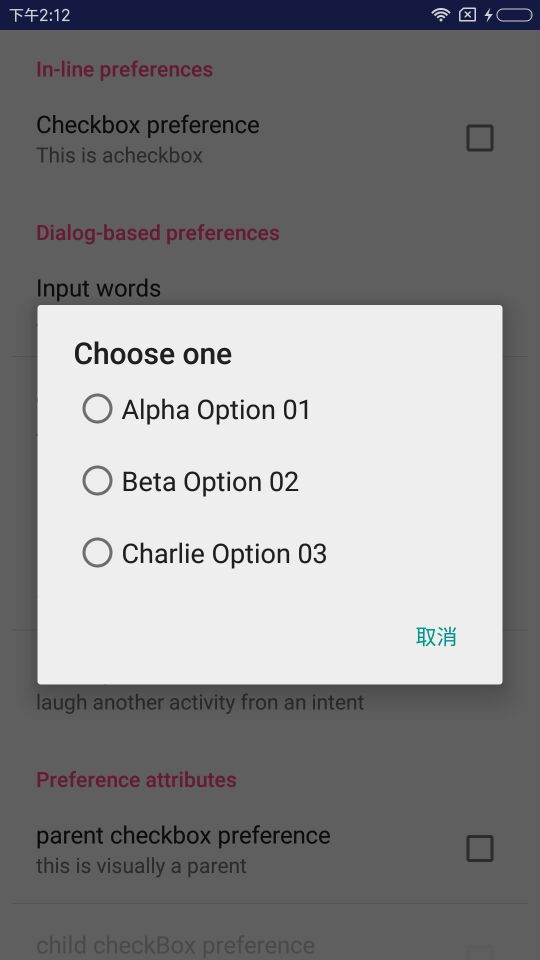 下午2:12
In-line preferences
Checkbox preference
This is acheckbox
Dialog-based preferences
Input words
Choose one
Alpha Option 01
Beta Option 02
Charlie Option 03
取消
laugh another activity fron an intent
Preference attributes
parent checkbox preference
this is visually a parent
child checkBox preference